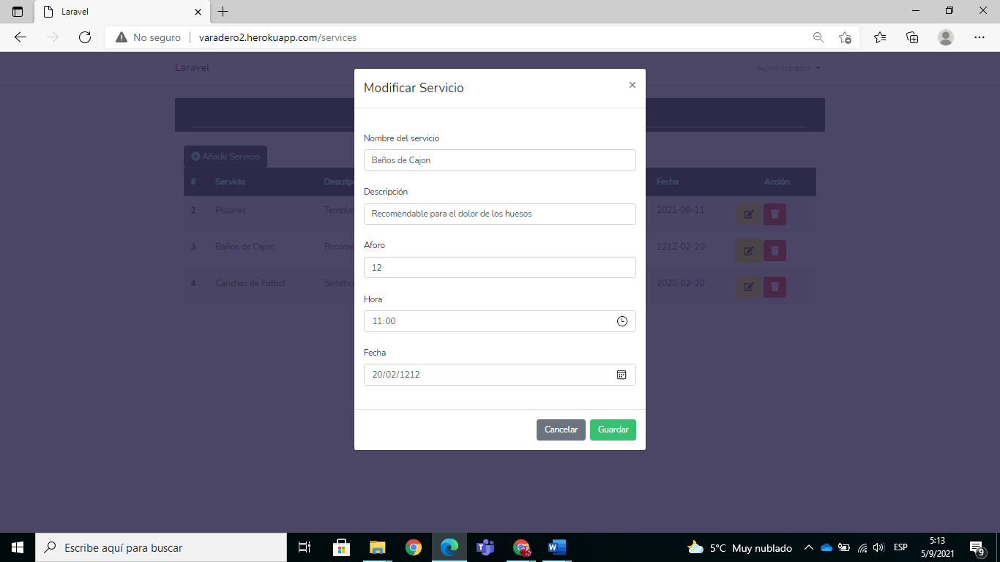 Laravel
No seguro
varadero2.herokuapp.com/services
Laravel
Administrador
Modificar Servicio
×
Nombre del servicio
Baños de Cajon
Descripción
Recomendable para el dolor de los huesos
Aforo
12
Hora
11:00
Fecha
20/02/1212
Cancelar
Guardar
Añadir Servicio
# Servicio Descrip Fecha Acción
2 Piscinas Templa 2021-09-11
3 Baños de Cajon Recome 1212-02-20
4 Canchas de Futbol Sintétic 2020-02-20
Escribe aquí para buscar
5°C Muy nublado
ESP
5:13
5/9/2021
9